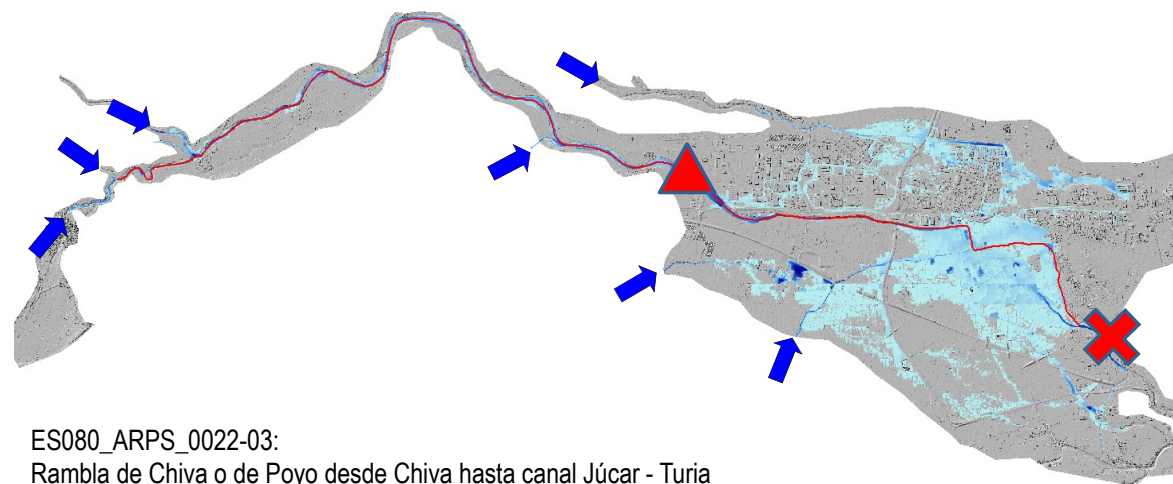 ES080_ARPS_0022-03:
Rambla de Chiva o de Poyo desde Chiva hasta canal Júcar - Turia